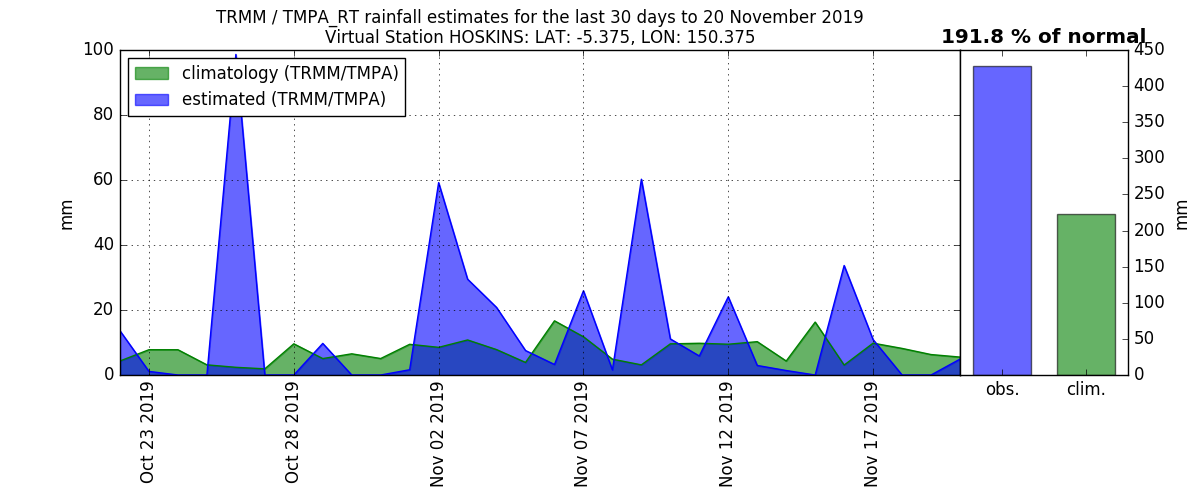 TRMM / TMPA_RT rainfall estimates for the last 30 days to 20 November 2019
Virtual Station HOSKINS: LAT: -5.375, LON: 150.375
191.8 % of normal
climatology (TRMM/TMPA)
estimated (TRMM/TMPA)
100
80
60
40
20
0
mm
Oct 23 2019
Oct 28 2019
Nov 02 2019
Nov 07 2019
Nov 12 2019
Nov 17 2019
obs.
clim.
450
400
350
300
250
200
150
100
50
0
mm